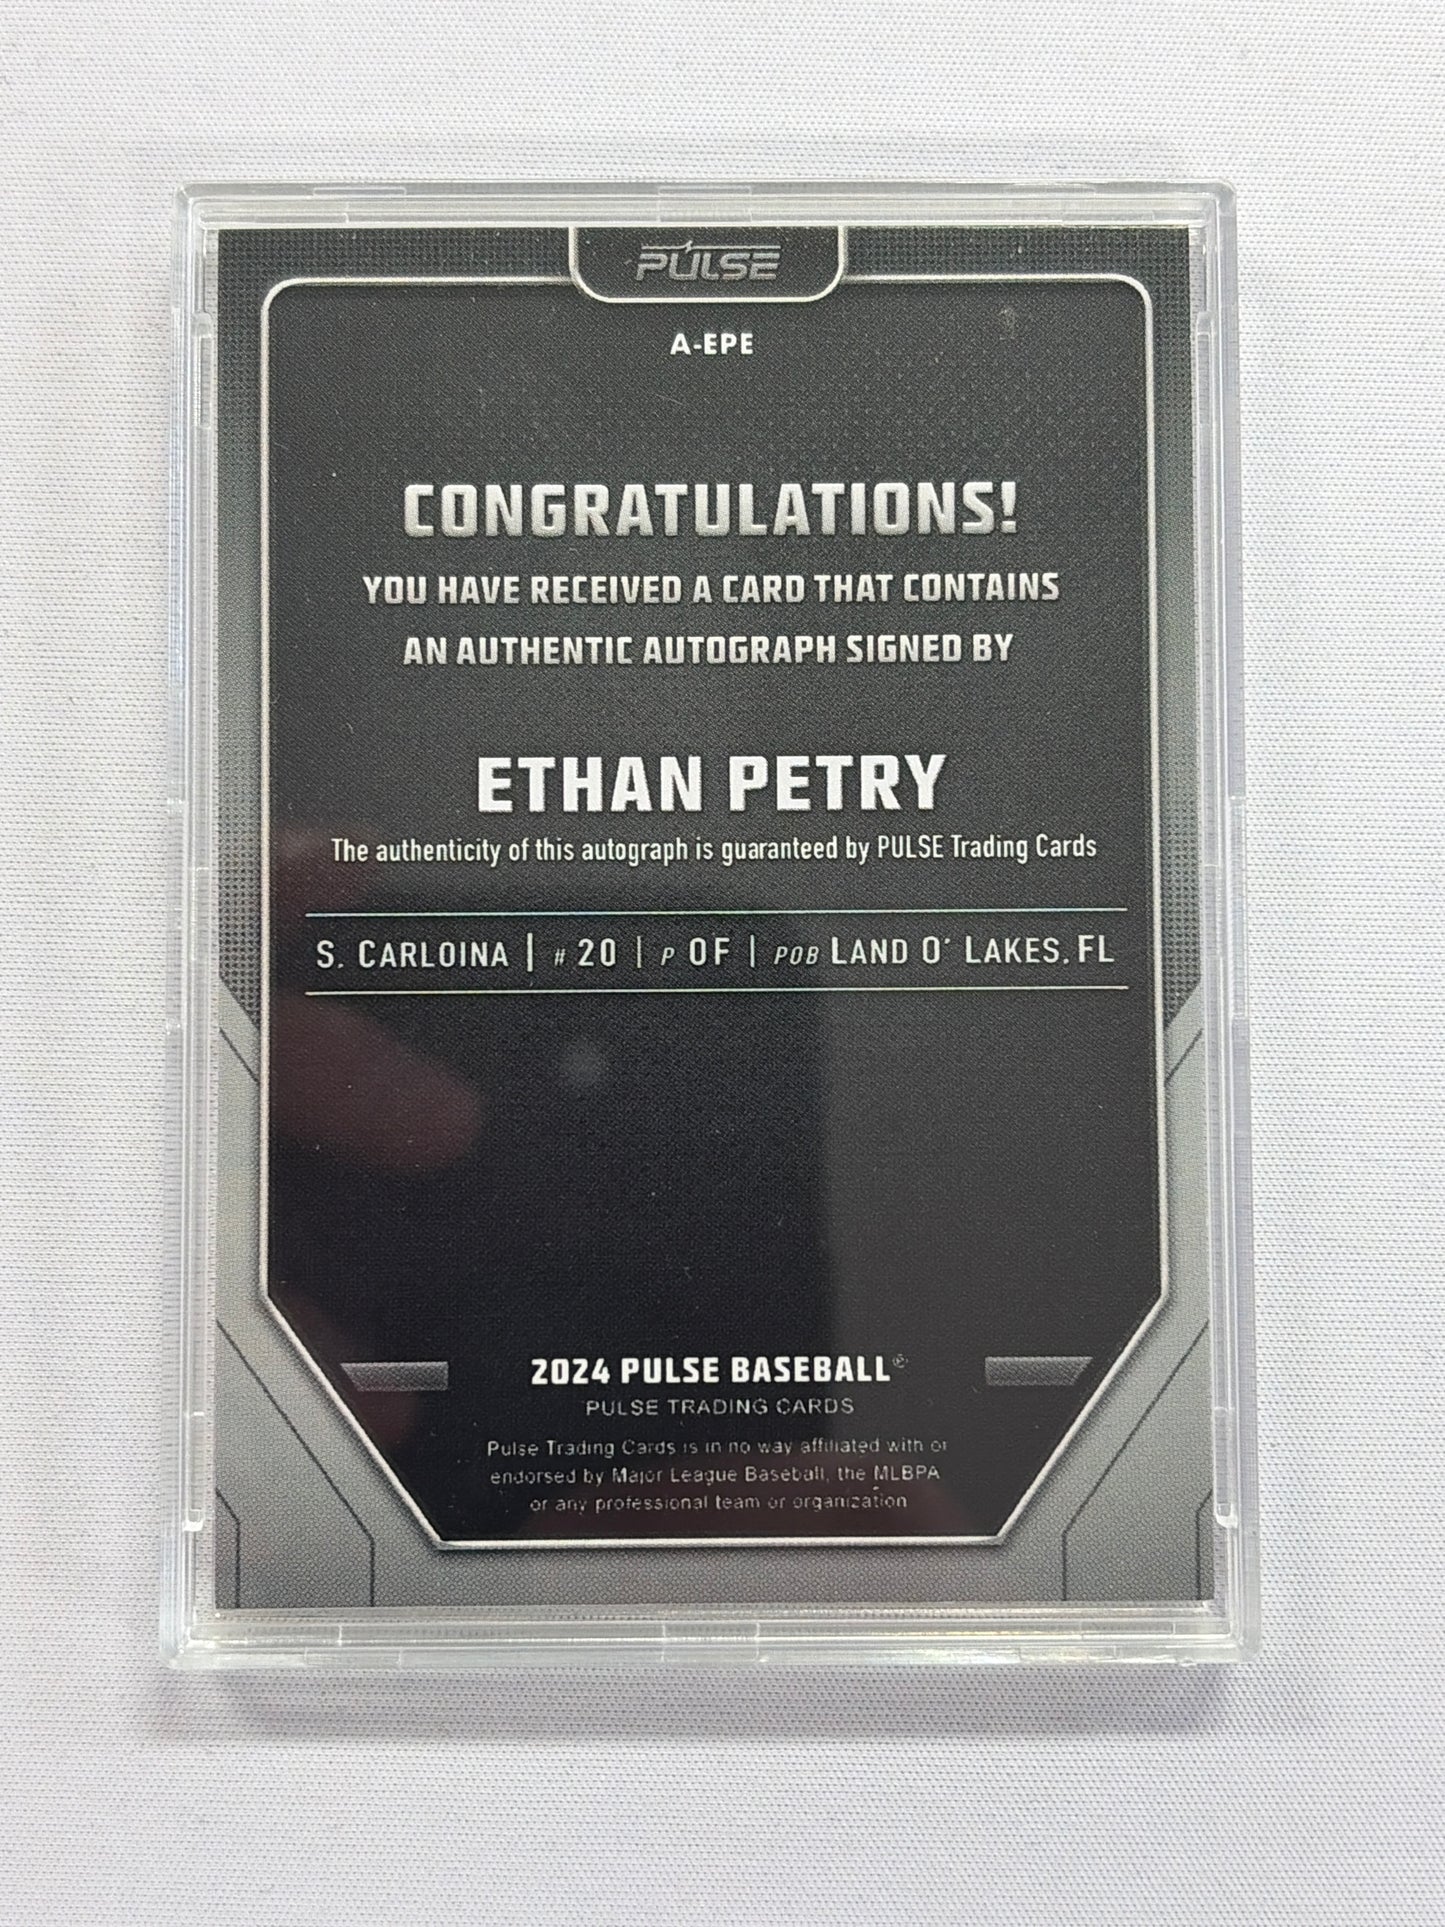 PULSE
A-EPE
CONGRATULATIONS!
YOU HAVE RECEIVED A CARD THAT CONTAINS
AN AUTHENTIC AUTOGRAPH SIGNED BY
ETHAN PETRY
The authenticity of this autograph is guaranteed by PULSE Trading Cards
S. CARLOINA | # 20 | P OF | POB LAND O' LAKES, FL
2024 PULSE BASEBALL®
PULSE TRADING CARDS
Pulse Trading Cards is in no way affiliated with or
endorsed by Major League Baseball, the MLBPA
or any professional team or organization